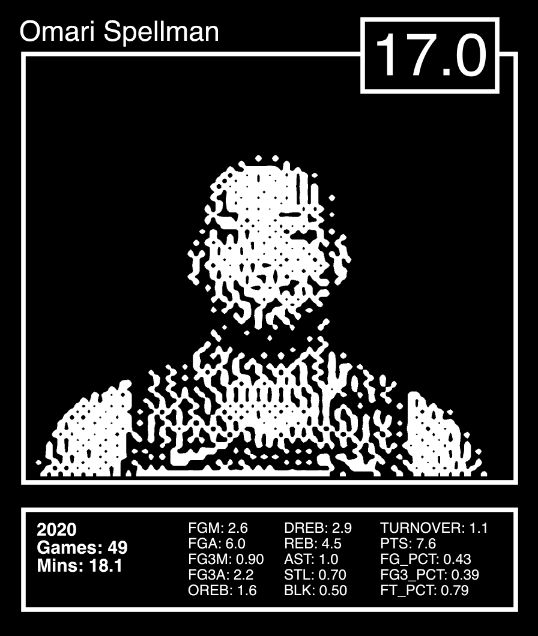 Omari Spellman
17.0
2020
Games: 49
Mins: 18.1
FGM: 2.6
FGA: 6.0
FG3M: 0.90
FG3A: 2.2
OREB: 1.6
DREB: 2.9
REB: 4.5
AST: 1.0
STL: 0.70
BLK: 0.50
TURNOVER: 1.1
PTS: 7.6
FG_PCT: 0.43
FG3_PCT: 0.39
FT_PCT: 0.79